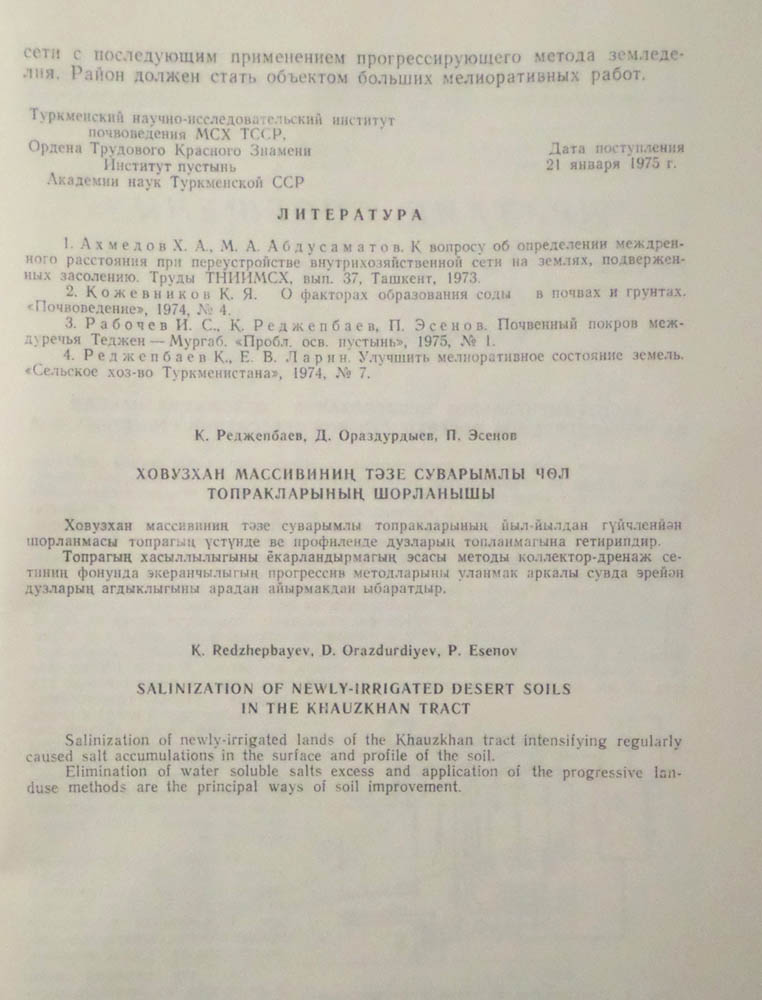 сети с последующим применением прогрессирующего метода земледе-
лия. Район должен стать объектом больших мелиоративных работ.
Туркменский научно-исследовательский институт
почвоведения МСХ ТССР,
Ордена Трудового Красного Знамени
Институт пустынь
Академии наук Туркменской ССР
Дата поступления
21 января 1975 г.
ЛИТЕРАТУРА
1. Ахмедов Х. А., М. А. Абдусаматов. К вопросу об определении междрен-
ного расстояния при переустройстве внутрихозяйственной сети на землях, подвержен-
ных засолению. Труды ТНИИМСХ, вып. 37, Ташкент, 1973.
2. Кожевников К. Я. О факторах образования соды в почвах и грунтах.
«Почвоведение», 1974, № 4.
3. Рабочев И. С., К. Реджепбаев, П. Эсенов. Почвенный покров меж-
дуречья Теджен — Мургаб. «Пробл. осв. пустынь», 1975, № 1.
4. Реджепбаев К., Е. В. Ларин. Улучшить мелиоративное состояние земель.
«Сельское хоз-во Туркменистана», 1974, № 7.
К. Реджепбаев, Д. Ораздурдыев, П. Эсенов
ХОВУЗХАН МАССИВИНИҢ ТӘЗЕ СУВАРЫМЛЫ ЧӨЛ
ТОПРАКЛАРЫНЫҢ ШОРЛАНЫШЫ
Ховузхан массивиниң тәзе суварымлы топракларының йыл-йылдан гүйчленйән
шорланмасы топрагың үстүнде ве профиленде дузларың топланмагына гетирипдир.
Топрагың хасыллылыгыны ёкарландырмагың эсасы методы коллектор-дренаж се-
тиниң фонунда экеранчылыгың прогрессив методларыны уланмак аркалы сувда эрейән
дузларың агдыклыгыны арадан айырмакдан ыбаратдыр.
K. Redzhepbayev, D. Orazdurdiyev, P. Esenov
SALINIZATION OF NEWLY-IRRIGATED DESERT SOILS
IN THE KHAUZKHAN TRACT
Salinization of newly-irrigated lands of the Khauzkhan tract intensifying regularly
caused salt accumulations in the surface and profile of the soil.
Elimination of water soluble salts excess and application of the progressive lan-
duse methods are the principal ways of soil improvement.